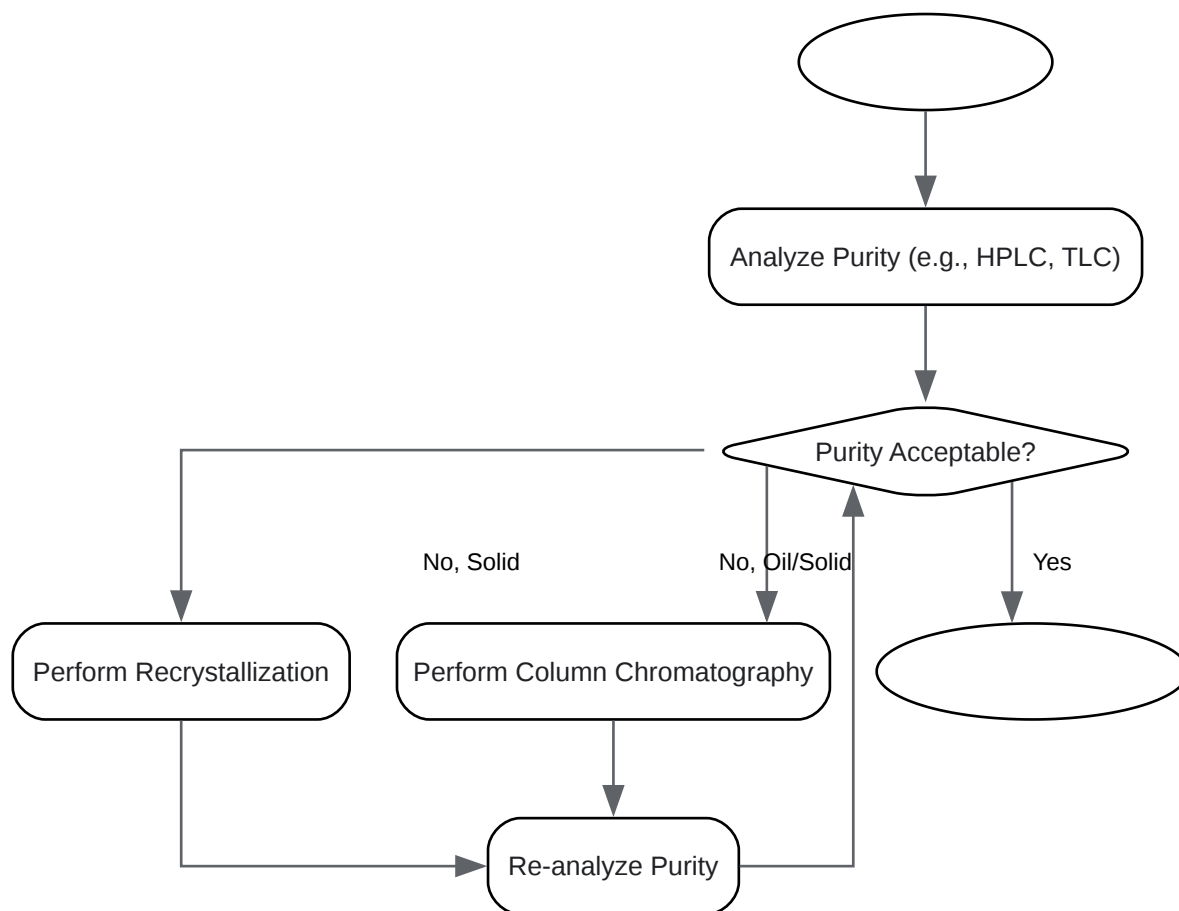 Analyze Purity (e.g., HPLC, TLC)
Purity Acceptable?
No, Solid
No, Oil/Solid
Yes
Perform Recrystallization
Perform Column Chromatography
Re-analyze Purity